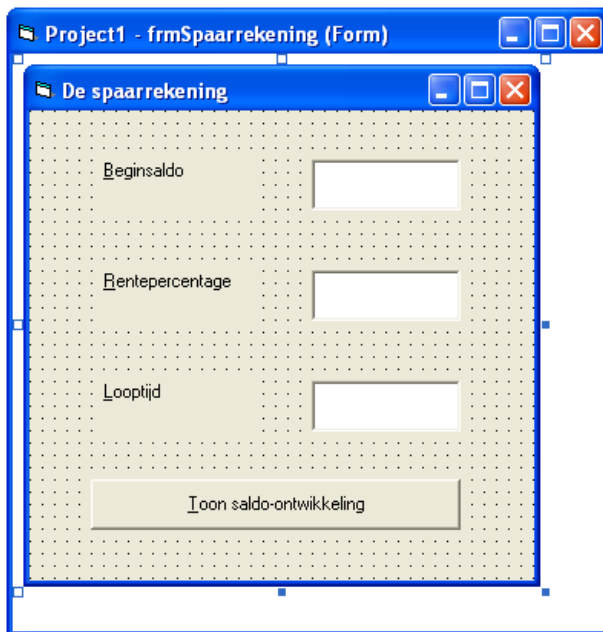 Project1 - frmSpaarrekening (Form)
De spaarrekening
Beginsaldo
Rentepercentage
Looptijd
Toon saldo-ontwikkeling